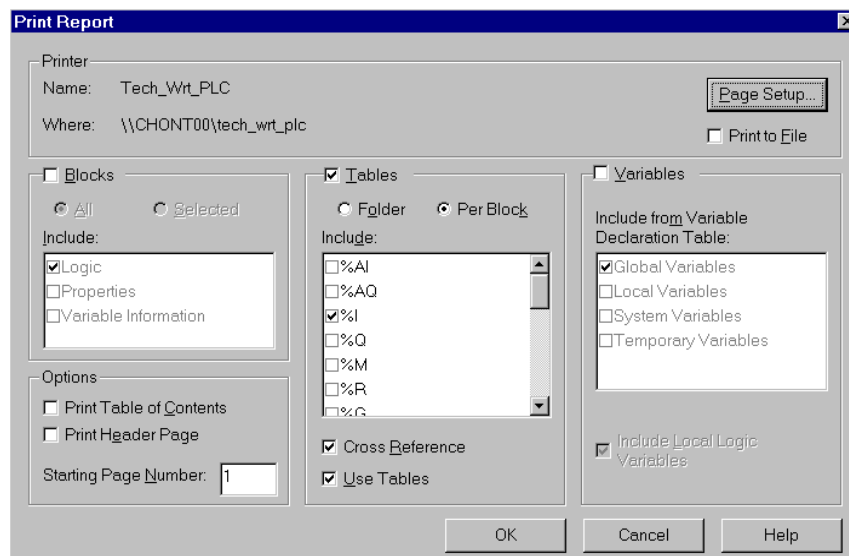 Print Report
Printer
Name: Tech_Wrt_PLC
Page Setup...
Where: \\CHONT00\tech_wrt_plc
Print to File
Blocks
All Selected
Include:
Logic
Properties
Variable Information
Options
Print Table of Contents
Print Header Page
Starting Page Number: 1
Tables
Folder Per Block
Include:
%AI
%AQ
%I
%Q
%M
%R
%G
Cross Reference
Use Tables
Variables
Include from Variable
Declaration Table:
Global Variables
Local Variables
System Variables
Temporary Variables
Include Local Logic
Variables
OK Cancel Help